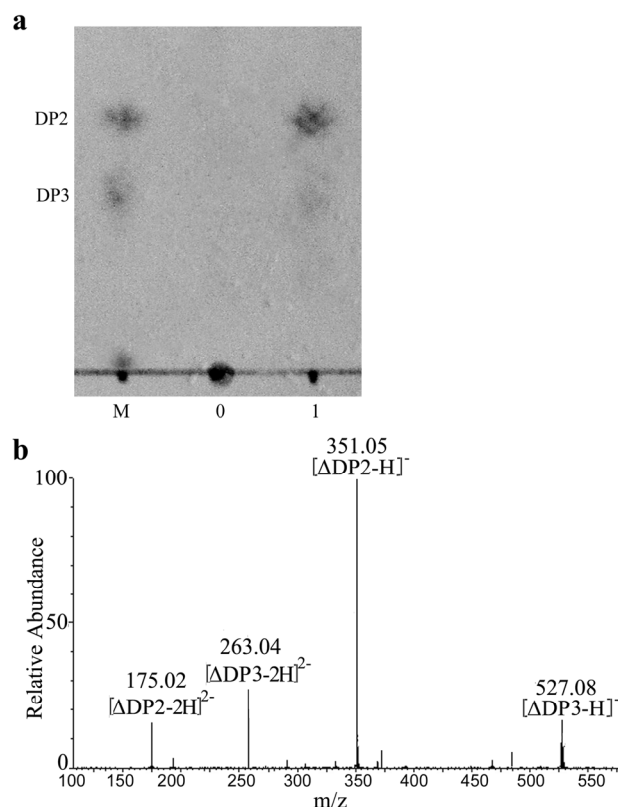 a
DP2
DP3
M 0 1
b
351.05
[ΔDP2-H]⁻
100
263.04
[ΔDP3-2H]²⁻
175.02
[ΔDP2-2H]²⁻
527.08
[ΔDP3-H]⁻
50
0
Relative Abundance
100 150 200 250 300 350 400 450 500 550
m/z